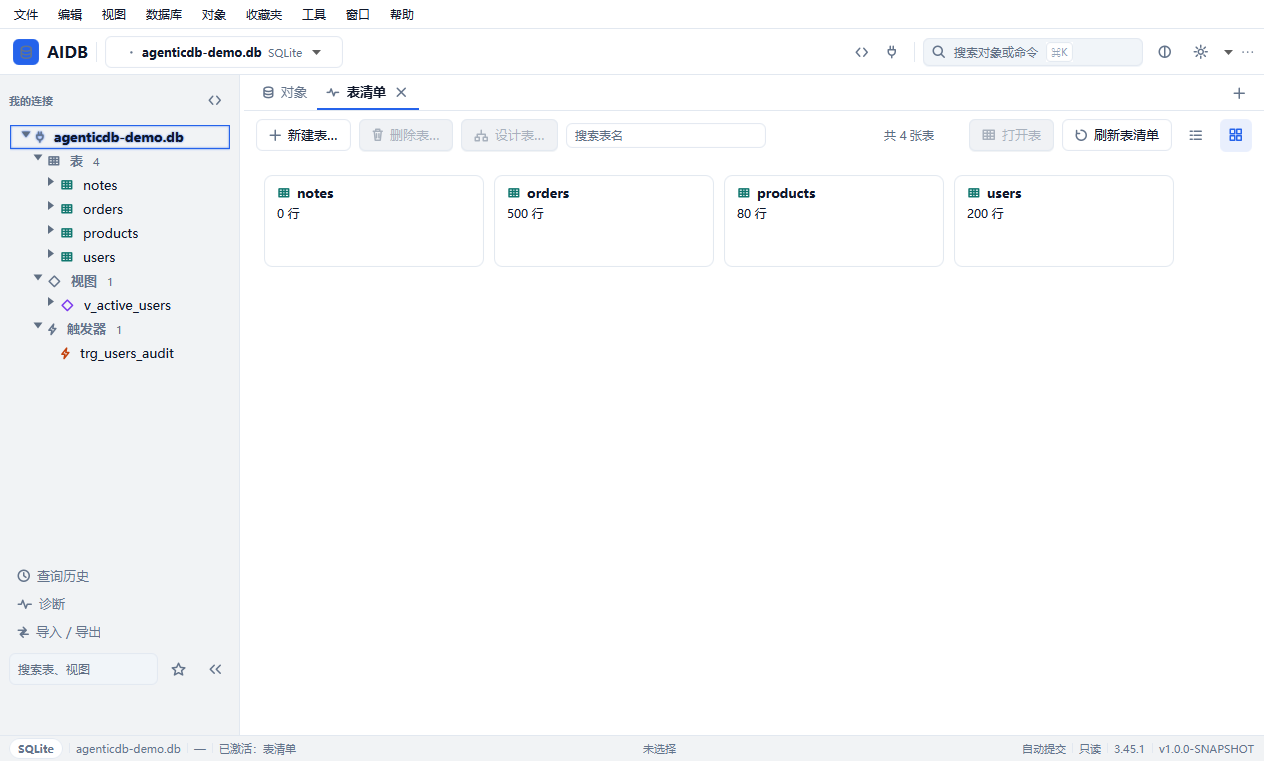 文件 编辑 视图 数据库 对象 收藏夹 工具 窗口 帮助
AIDB agenticdb-demo.db SQLite 搜索对象或命令 ⌘K
我的连接
对象 表清单
新建表... 删除表... 设计表... 搜索表名 共 4 张表 打开表 刷新表清单
agenticdb-demo.db
表 4
notes
orders
products
users
视图 1
v_active_users
触发器 1
trg_users_audit
notes
0 行
orders
500 行
products
80 行
users
200 行
查询历史
诊断
导入 / 导出
搜索表、视图
SQLite agenticdb-demo.db — 已激活: 表清单 未选择 自动提交 只读 3.45.1 v1.0.0-SNAPSHOT